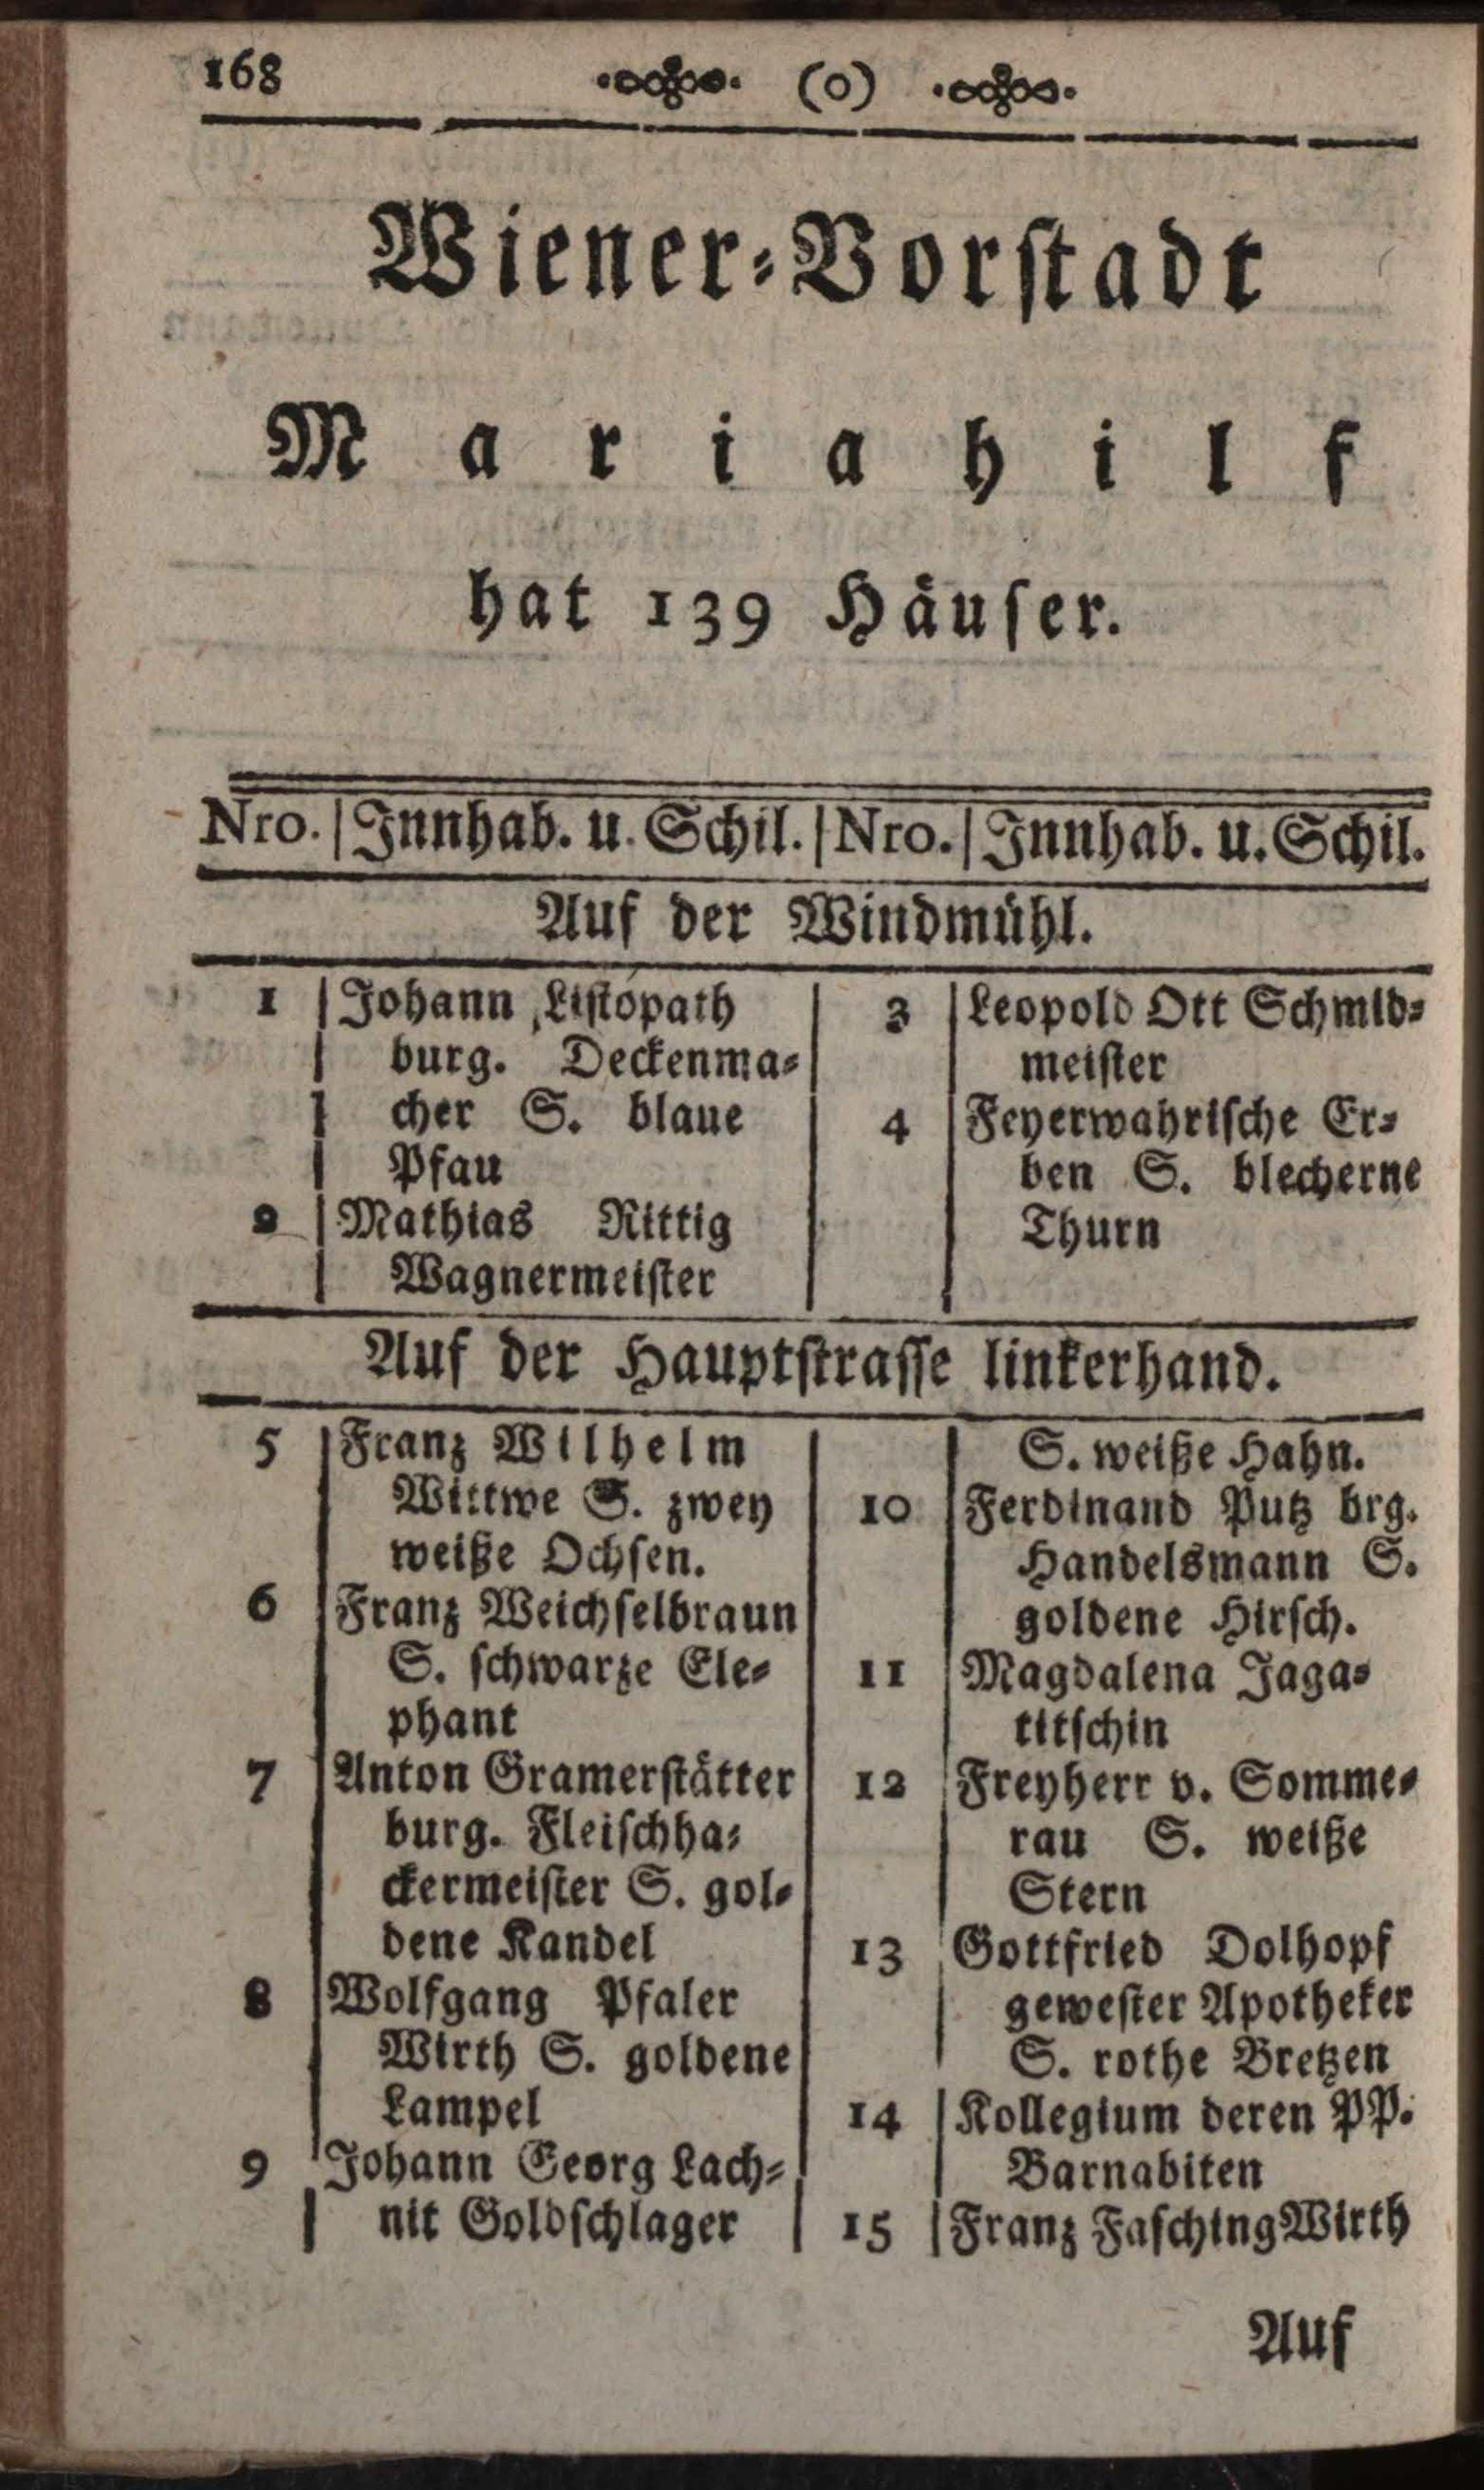 168 (0)
Wiener-Vorstadt
Mariahilf
hat 139 Häuser.
Nro. Innhab. u. Schil. Nro. Innhab. u. Schil.
Auf der Windmühl.
1 Johann Listopath
burg. Deckenma-
cher S. blaue
Pfau
2 Mathias Rittig
Wagnermeister
3 Leopold Ott Schmid-
meister
4 Feyerwahrische Er-
ben S. blecherne
Thurn
Auf der Hauptstrasse linkerhand.
5 Franz Wilhelm
Wittwe S. zwey
weiße Ochsen.
6 Franz Weichselbraun
S. schwarze Ele-
phant
7 Anton Gramerstätter
burg. Fleischha-
ckermeister S. gol-
dene Kandel
8 Wolfgang Pfaler
Wirth S. goldene
Lampel
9 Johann Georg Lach-
nit Goldschlager
S. weiße Hahn.
10 Ferdinand Putz brg.
Handelsmann S.
goldene Hirsch.
11 Magdalena Jaga-
titschin
12 Freyherr v. Somme-
rau S. weiße
Stern
13 Gottfried Dolhopf
gewester Apotheker
S. rothe Bretzen
14 Kollegium deren PP.
Barnabiten
15 Franz Fasching Wirth
Auf